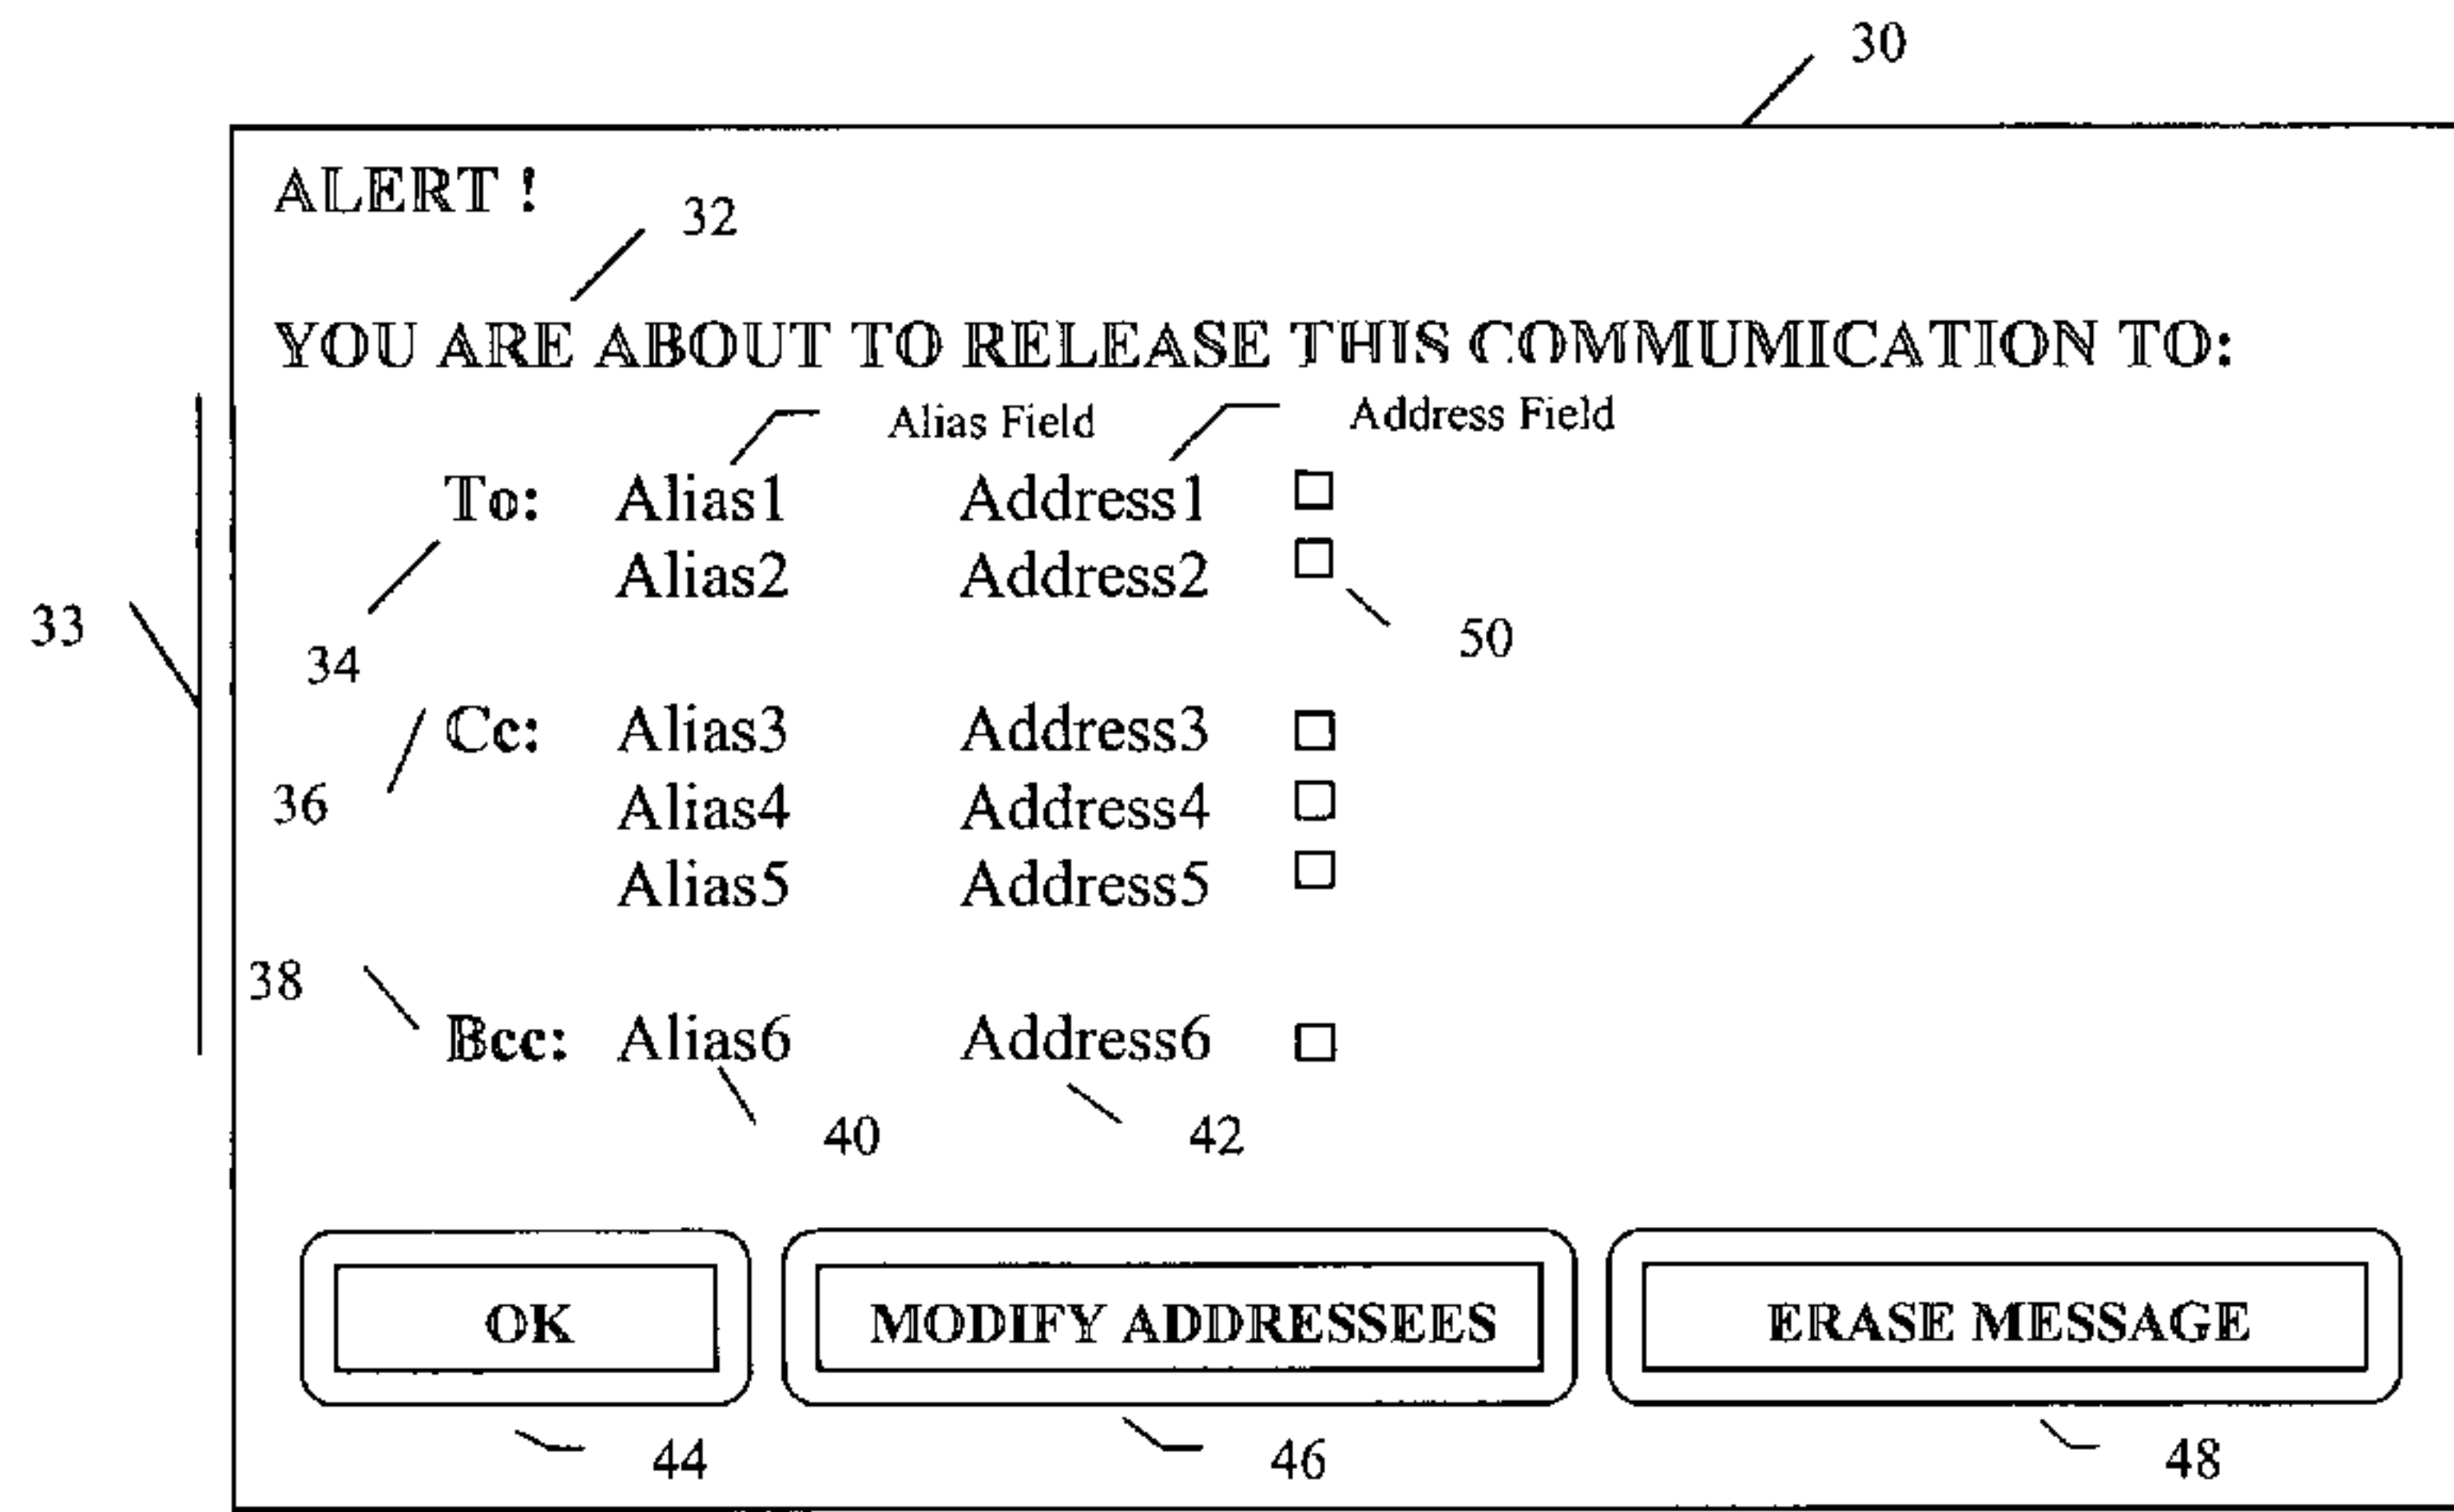 30
ALERT !
32
YOU ARE ABOUT TO RELEASE THIS COMMUMICATION TO:
Alias Field Address Field
To: Alias1 Address1
Alias2 Address2
33 34 50
Cc: Alias3 Address3
36 Alias4 Address4
Alias5 Address5
38
Bcc: Alias6 Address6
40 42
OK MODIFY ADDRESSEES ERASE MESSAGE
44 46 48